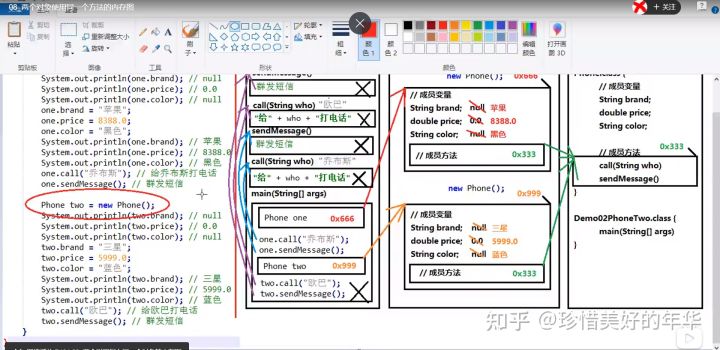 08_两个对象使用同一个方法的内存图
+ 关注
粘贴
剪贴板
选择
裁剪
重新调整大小
旋转
图像
刷子
工具
形状
轮廓
填充
粗细
颜色 1
颜色 2
颜色
编辑颜色
打开画图 3D
System.out.println(one.brand); // null
System.out.println(one.price); // 0.0
System.out.println(one.color); // null
one.brand = "苹果";
one.price = 8388.0;
one.color = "黑色";
System.out.println(one.brand); // 苹果
System.out.println(one.price); // 8388.0
System.out.println(one.color); // 黑色
one.call("乔布斯"); // 给乔布斯打电话
one.sendMessage(); // 群发短信
Phone two = new Phone();
System.out.println(two.brand); // null
System.out.println(two.price); // 0.0
System.out.println(two.color); // null
two.brand = "三星";
two.price = 5999.0;
two.color = "蓝色";
System.out.println(two.brand); // 三星
System.out.println(two.price); // 5999.0
System.out.println(two.color); // 蓝色
two.call("欧巴"); // 给欧巴打电话
two.sendMessage(); // 群发短信
}
}
sendMessage()
群发短信
call(String who) "欧巴"
"给" + who + "打电话"
sendMessage()
群发短信
call(String who) "乔布斯"
"给" + who + "打电话"
main(String[] args)
Phone one 0x666
one.call("乔布斯");
one.sendMessage();
Phone two 0x999
two.call("欧巴");
two.sendMessage();
new Phone(); 0x666
// 成员变量
String brand; null 苹果
double price; 0.0 8388.0
String color; null 黑色
// 成员方法 0x333
new Phone(); 0x999
// 成员变量
String brand; null 三星
double price; 0.0 5999.0
String color; null 蓝色
// 成员方法 0x333
Phone.class {
// 成员变量
String brand;
double price;
String color;
// 成员方法
0x333
call(String who)
sendMessage()
}
Demo02PhoneTwo.class {
main(String[] args)
}
知乎 @珍惜美好的年华